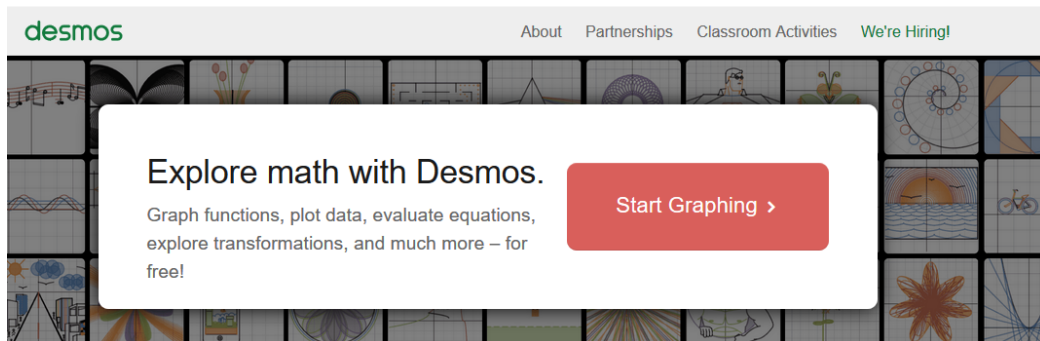 desmos About Partnerships Classroom Activities We're Hiring!
Explore math with Desmos.
Graph functions, plot data, evaluate equations,
explore transformations, and much more – for
free!
Start Graphing ›